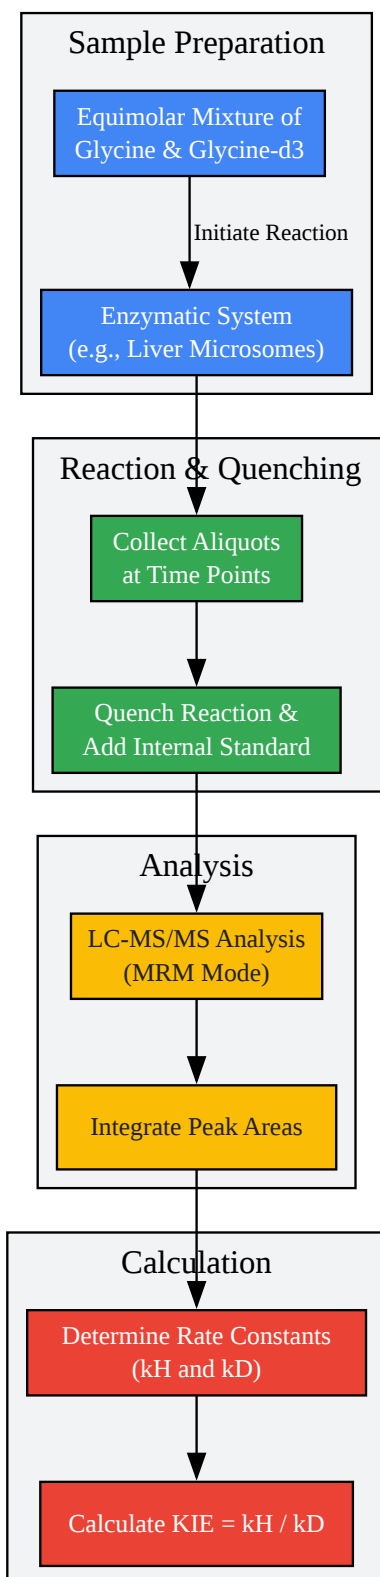 Sample Preparation
Equimolar Mixture of
Glycine & Glycine-d3
Initiate Reaction
Enzymatic System
(e.g., Liver Microsomes)
Reaction & Quenching
Collect Aliquots
at Time Points
Quench Reaction &
Add Internal Standard
Analysis
LC-MS/MS Analysis
(MRM Mode)
Integrate Peak Areas
Calculation
Determine Rate Constants
(kH and kD)
Calculate KIE = kH / kD